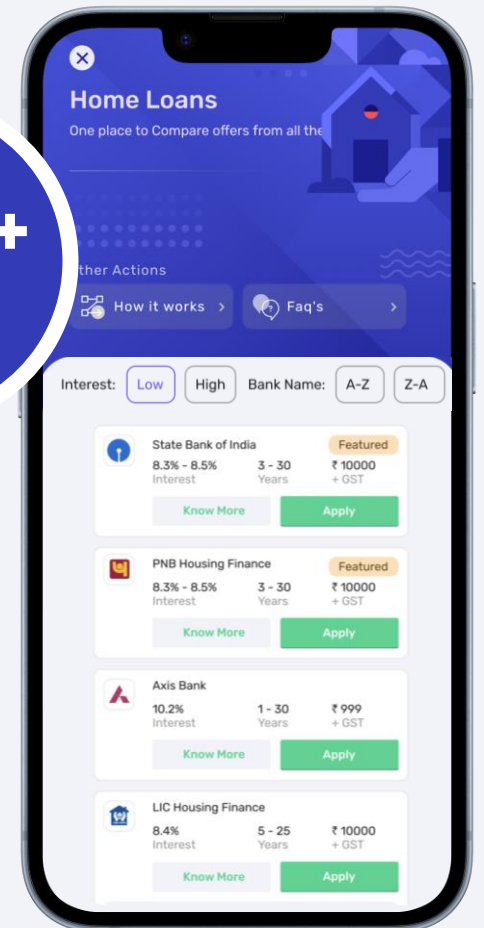 +
Home Loans
One place to Compare offers from all the
ther Actions
How it works >
Faq's >
Interest: Low High Bank Name: A-Z Z-A
State Bank of India Featured
8.3% - 8.5% 3 - 30 ₹ 10000
Interest Years + GST
Know More Apply
PNB Housing Finance Featured
8.3% - 8.5% 3 - 30 ₹ 10000
Interest Years + GST
Know More Apply
Axis Bank
10.2% 1 - 30 ₹ 999
Interest Years + GST
Know More Apply
LIC Housing Finance
8.4% 5 - 25 ₹ 10000
Interest Years + GST
Know More Apply